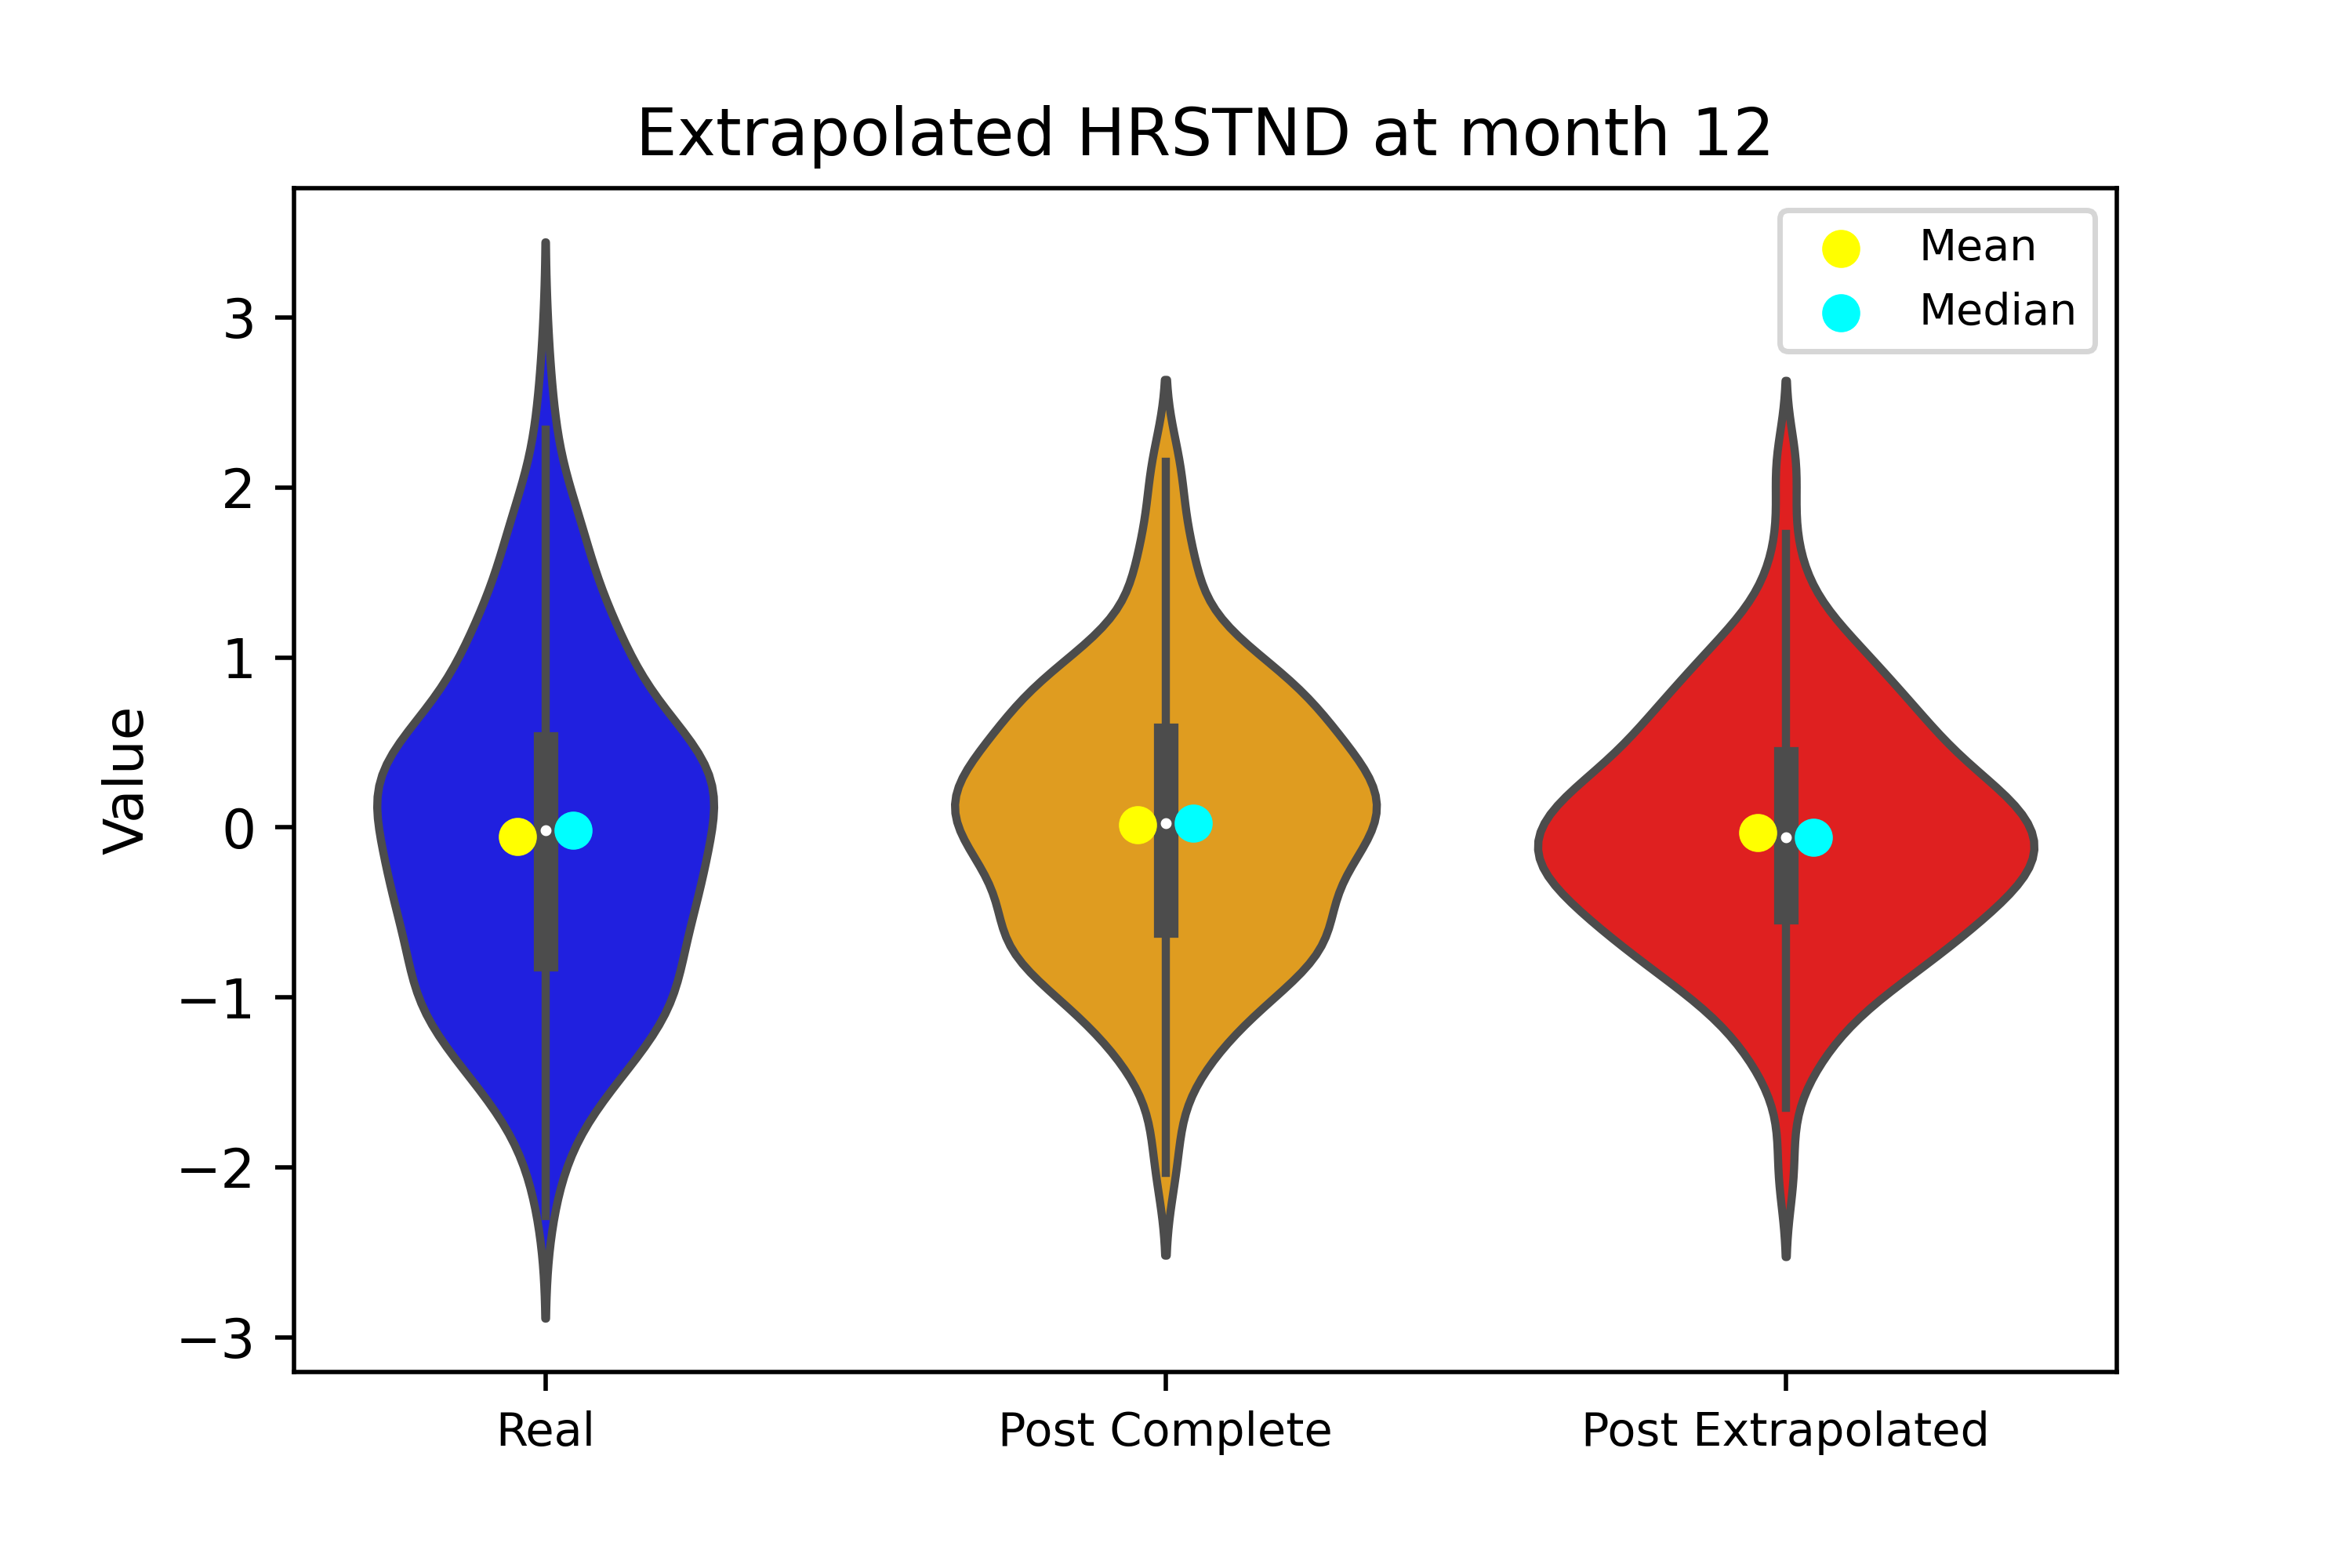 Extrapolated HRSTND at month 12
Mean
Median
Value
3
2
1
0
−1
−2
−3
Real
Post Complete
Post Extrapolated